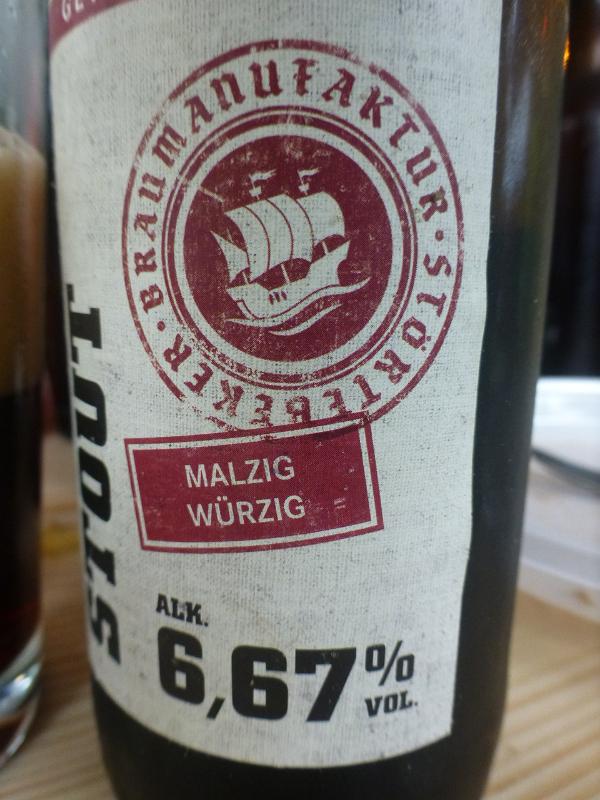 BRAUMANUFAKTUR · STÖRTEBEKER ·
STOUT
MALZIG
WÜRZIG
ALK.
6,67%
VOL.